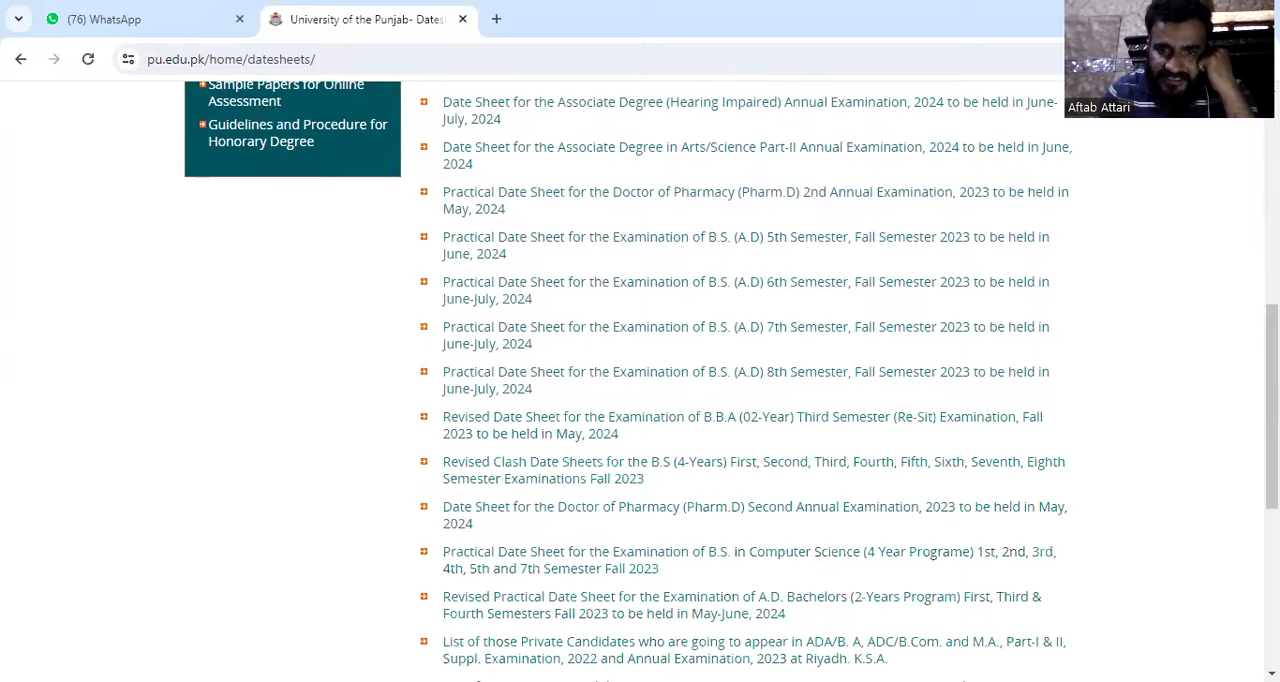 (76) WhatsApp
University of the Punjab- Dates
pu.edu.pk/home/datesheets/
Aftab Attari
Sample Papers for Online
Assessment
Guidelines and Procedure for
Honorary Degree
Date Sheet for the Associate Degree (Hearing Impaired) Annual Examination, 2024 to be held in June-
July, 2024
Date Sheet for the Associate Degree in Arts/Science Part-II Annual Examination, 2024 to be held in June,
2024
Practical Date Sheet for the Doctor of Pharmacy (Pharm.D) 2nd Annual Examination, 2023 to be held in
May, 2024
Practical Date Sheet for the Examination of B.S. (A.D) 5th Semester, Fall Semester 2023 to be held in
June, 2024
Practical Date Sheet for the Examination of B.S. (A.D) 6th Semester, Fall Semester 2023 to be held in
June-July, 2024
Practical Date Sheet for the Examination of B.S. (A.D) 7th Semester, Fall Semester 2023 to be held in
June-July, 2024
Practical Date Sheet for the Examination of B.S. (A.D) 8th Semester, Fall Semester 2023 to be held in
June-July, 2024
Revised Date Sheet for the Examination of B.B.A (02-Year) Third Semester (Re-Sit) Examination, Fall
2023 to be held in May, 2024
Revised Clash Date Sheets for the B.S (4-Years) First, Second, Third, Fourth, Fifth, Sixth, Seventh, Eighth
Semester Examinations Fall 2023
Date Sheet for the Doctor of Pharmacy (Pharm.D) Second Annual Examination, 2023 to be held in May,
2024
Practical Date Sheet for the Examination of B.S. in Computer Science (4 Year Programe) 1st, 2nd, 3rd,
4th, 5th and 7th Semester Fall 2023
Revised Practical Date Sheet for the Examination of A.D. Bachelors (2-Years Program) First, Third &
Fourth Semesters Fall 2023 to be held in May-June, 2024
List of those Private Candidates who are going to appear in ADA/B. A, ADC/B.Com. and M.A., Part-I & II,
Suppl. Examination, 2022 and Annual Examination, 2023 at Riyadh. K.S.A.